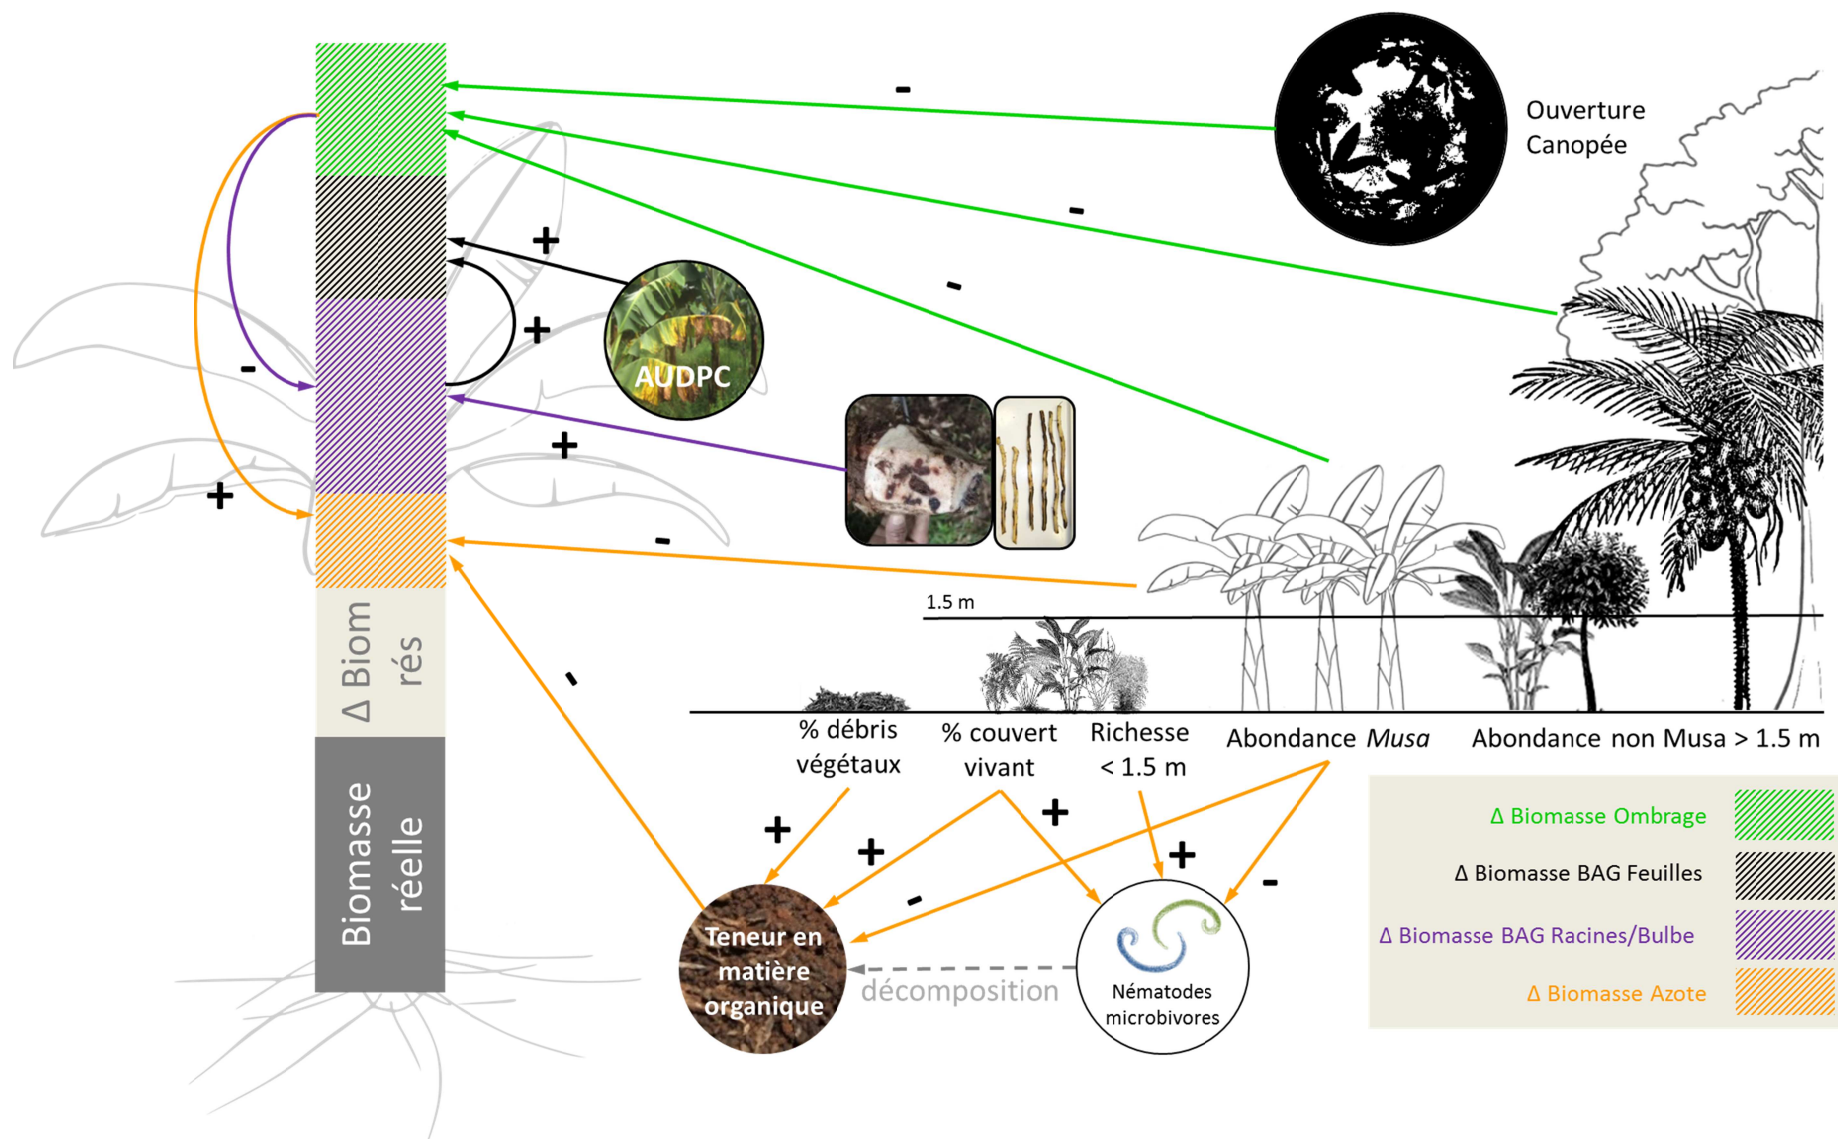 Ouverture
Canopée
-
-
-
+
+
AUDPC
-
+
+
-
1.5 m
-
Δ Biom
rés
Biomasse
réelle
% débris
végétaux
% couvert
vivant
Richesse
< 1.5 m
Abondance Musa
Abondance non Musa > 1.5 m
+
+
+
+
-
-
Teneur en
matière
organique
décomposition
Nématodes
microbivores
Δ Biomasse Ombrage
Δ Biomasse BAG Feuilles
Δ Biomasse BAG Racines/Bulbe
Δ Biomasse Azote